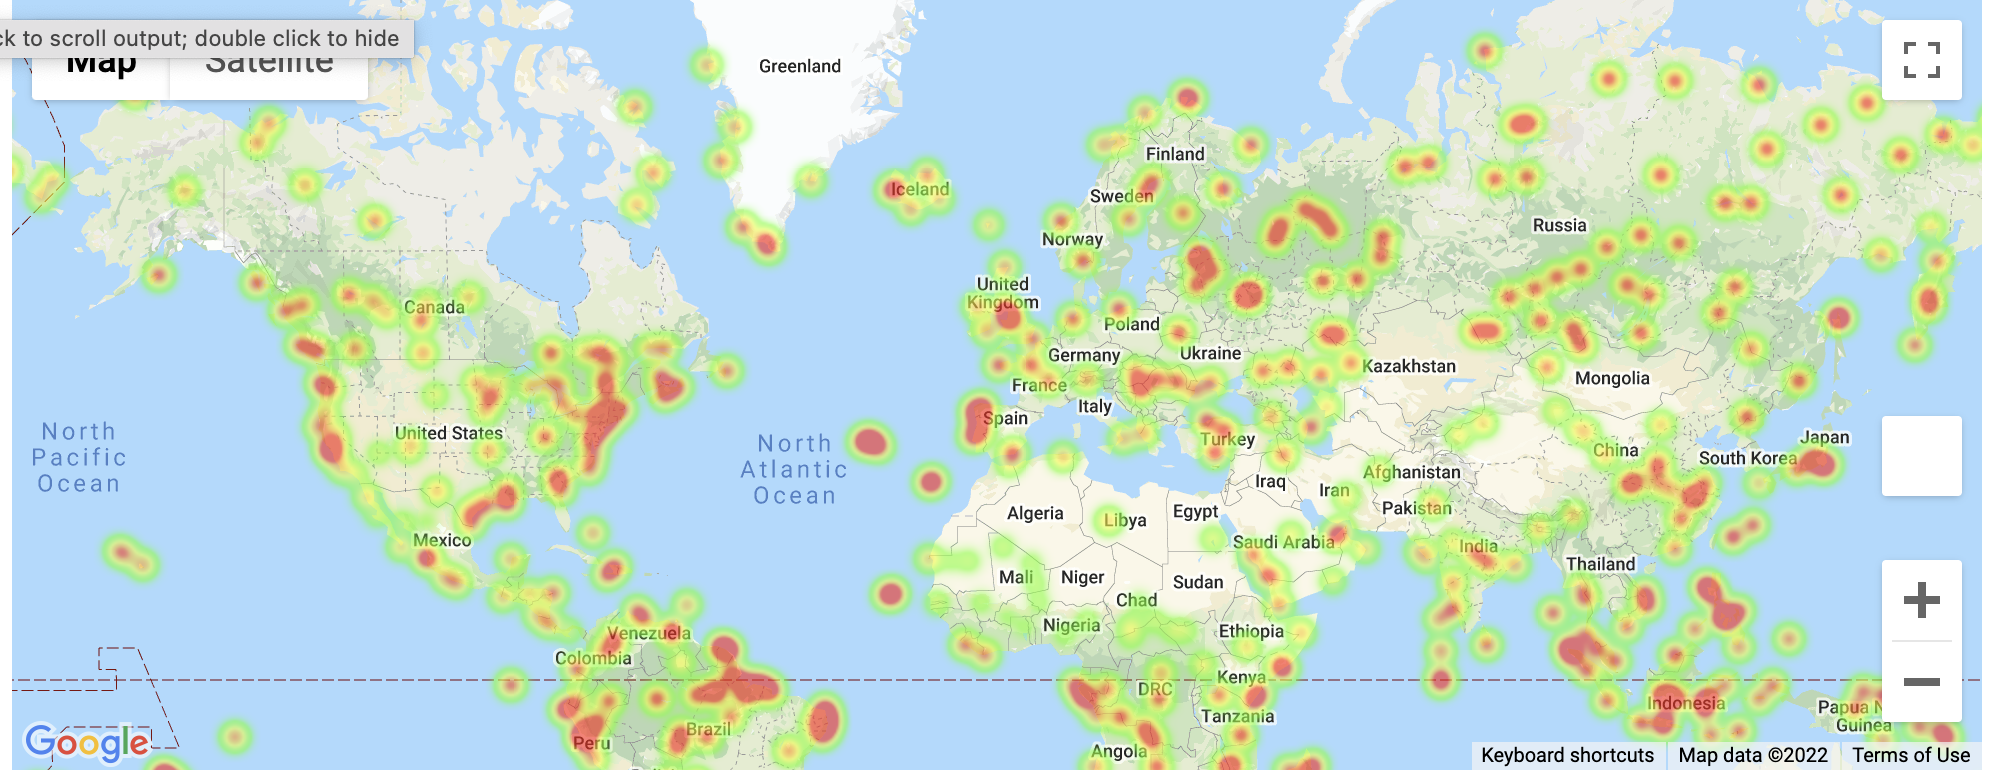 ck to scroll output; double click to hide
Map
Satellite
Greenland
Finland
Iceland
Sweden
Russia
Norway
United
Kingdom
Canada
Poland
Germany
Ukraine
Kazakhstan
Mongolia
France
Italy
Spain
North
Pacific
Ocean
United States
North
Atlantic
Ocean
Turkey
China
Japan
South Korea
Afghanistan
Iraq
Iran
Pakistan
Algeria
Libya
Egypt
Mexico
Saudi Arabia
India
Thailand
Mali
Niger
Sudan
Chad
Nigeria
Ethiopia
Venezuela
Colombia
Kenya
DRC
Tanzania
Indonesia
Papua N
Guinea
Brazil
Peru
Angola
Google
Keyboard shortcuts
Map data ©2022
Terms of Use